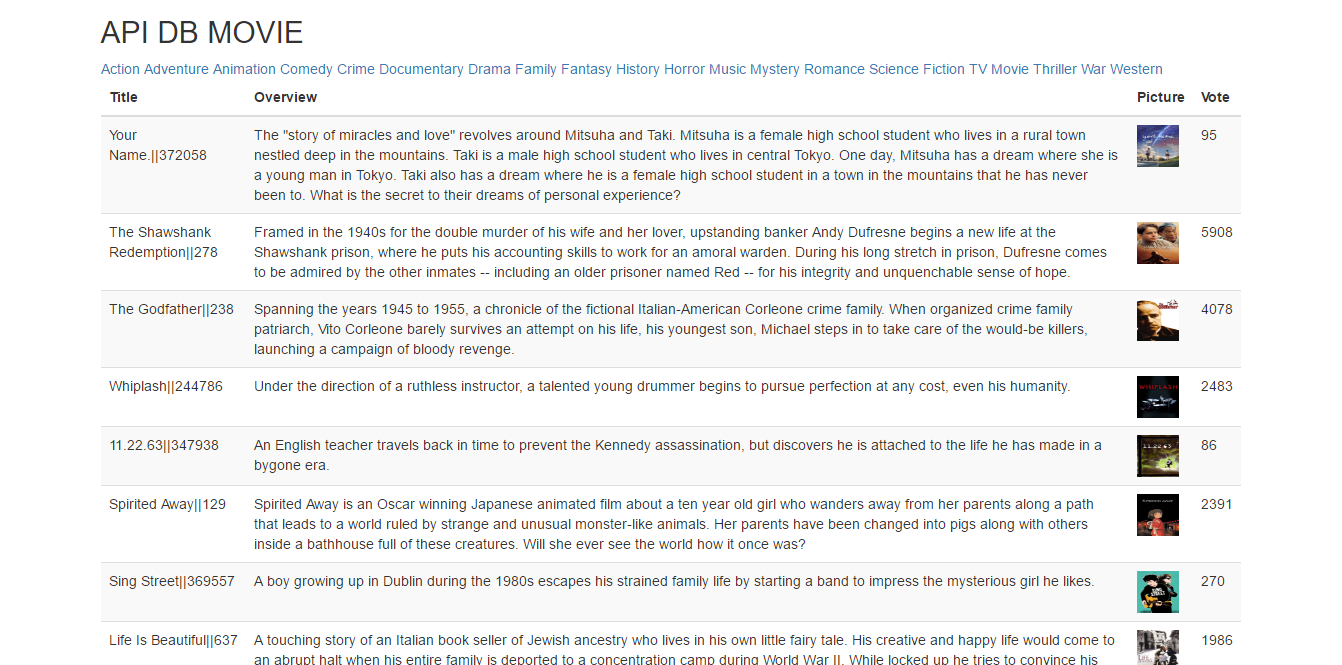 API DB MOVIE
Action Adventure Animation Comedy Crime Documentary Drama Family Fantasy History Horror Music Mystery Romance Science Fiction TV Movie Thriller War Western
Title Overview Picture Vote
Your
Name.||372058
The "story of miracles and love" revolves around Mitsuha and Taki. Mitsuha is a female high school student who lives in a rural town
nestled deep in the mountains. Taki is a male high school student who lives in central Tokyo. One day, Mitsuha has a dream where she is
a young man in Tokyo. Taki also has a dream where he is a female high school student in a town in the mountains that he has never
been to. What is the secret to their dreams of personal experience?
95
The Shawshank
Redemption||278
Framed in the 1940s for the double murder of his wife and her lover, upstanding banker Andy Dufresne begins a new life at the
Shawshank prison, where he puts his accounting skills to work for an amoral warden. During his long stretch in prison, Dufresne comes
to be admired by the other inmates -- including an older prisoner named Red -- for his integrity and unquenchable sense of hope.
5908
The Godfather||238
Spanning the years 1945 to 1955, a chronicle of the fictional Italian-American Corleone crime family. When organized crime family
patriarch, Vito Corleone barely survives an attempt on his life, his youngest son, Michael steps in to take care of the would-be killers,
launching a campaign of bloody revenge.
4078
Whiplash||244786
Under the direction of a ruthless instructor, a talented young drummer begins to pursue perfection at any cost, even his humanity.
WHIPLASH
2483
11.22.63||347938
An English teacher travels back in time to prevent the Kennedy assassination, but discovers he is attached to the life he has made in a
bygone era.
11.22.63
86
Spirited Away||129
Spirited Away is an Oscar winning Japanese animated film about a ten year old girl who wanders away from her parents along a path
that leads to a world ruled by strange and unusual monster-like animals. Her parents have been changed into pigs along with others
inside a bathhouse full of these creatures. Will she ever see the world how it once was?
2391
Sing Street||369557
A boy growing up in Dublin during the 1980s escapes his strained family life by starting a band to impress the mysterious girl he likes.
270
Life Is Beautiful||637
A touching story of an Italian book seller of Jewish ancestry who lives in his own little fairy tale. His creative and happy life would come to
an abrupt halt when his entire family is deported to a concentration camp during World War II. While locked up he tries to convince his
1986